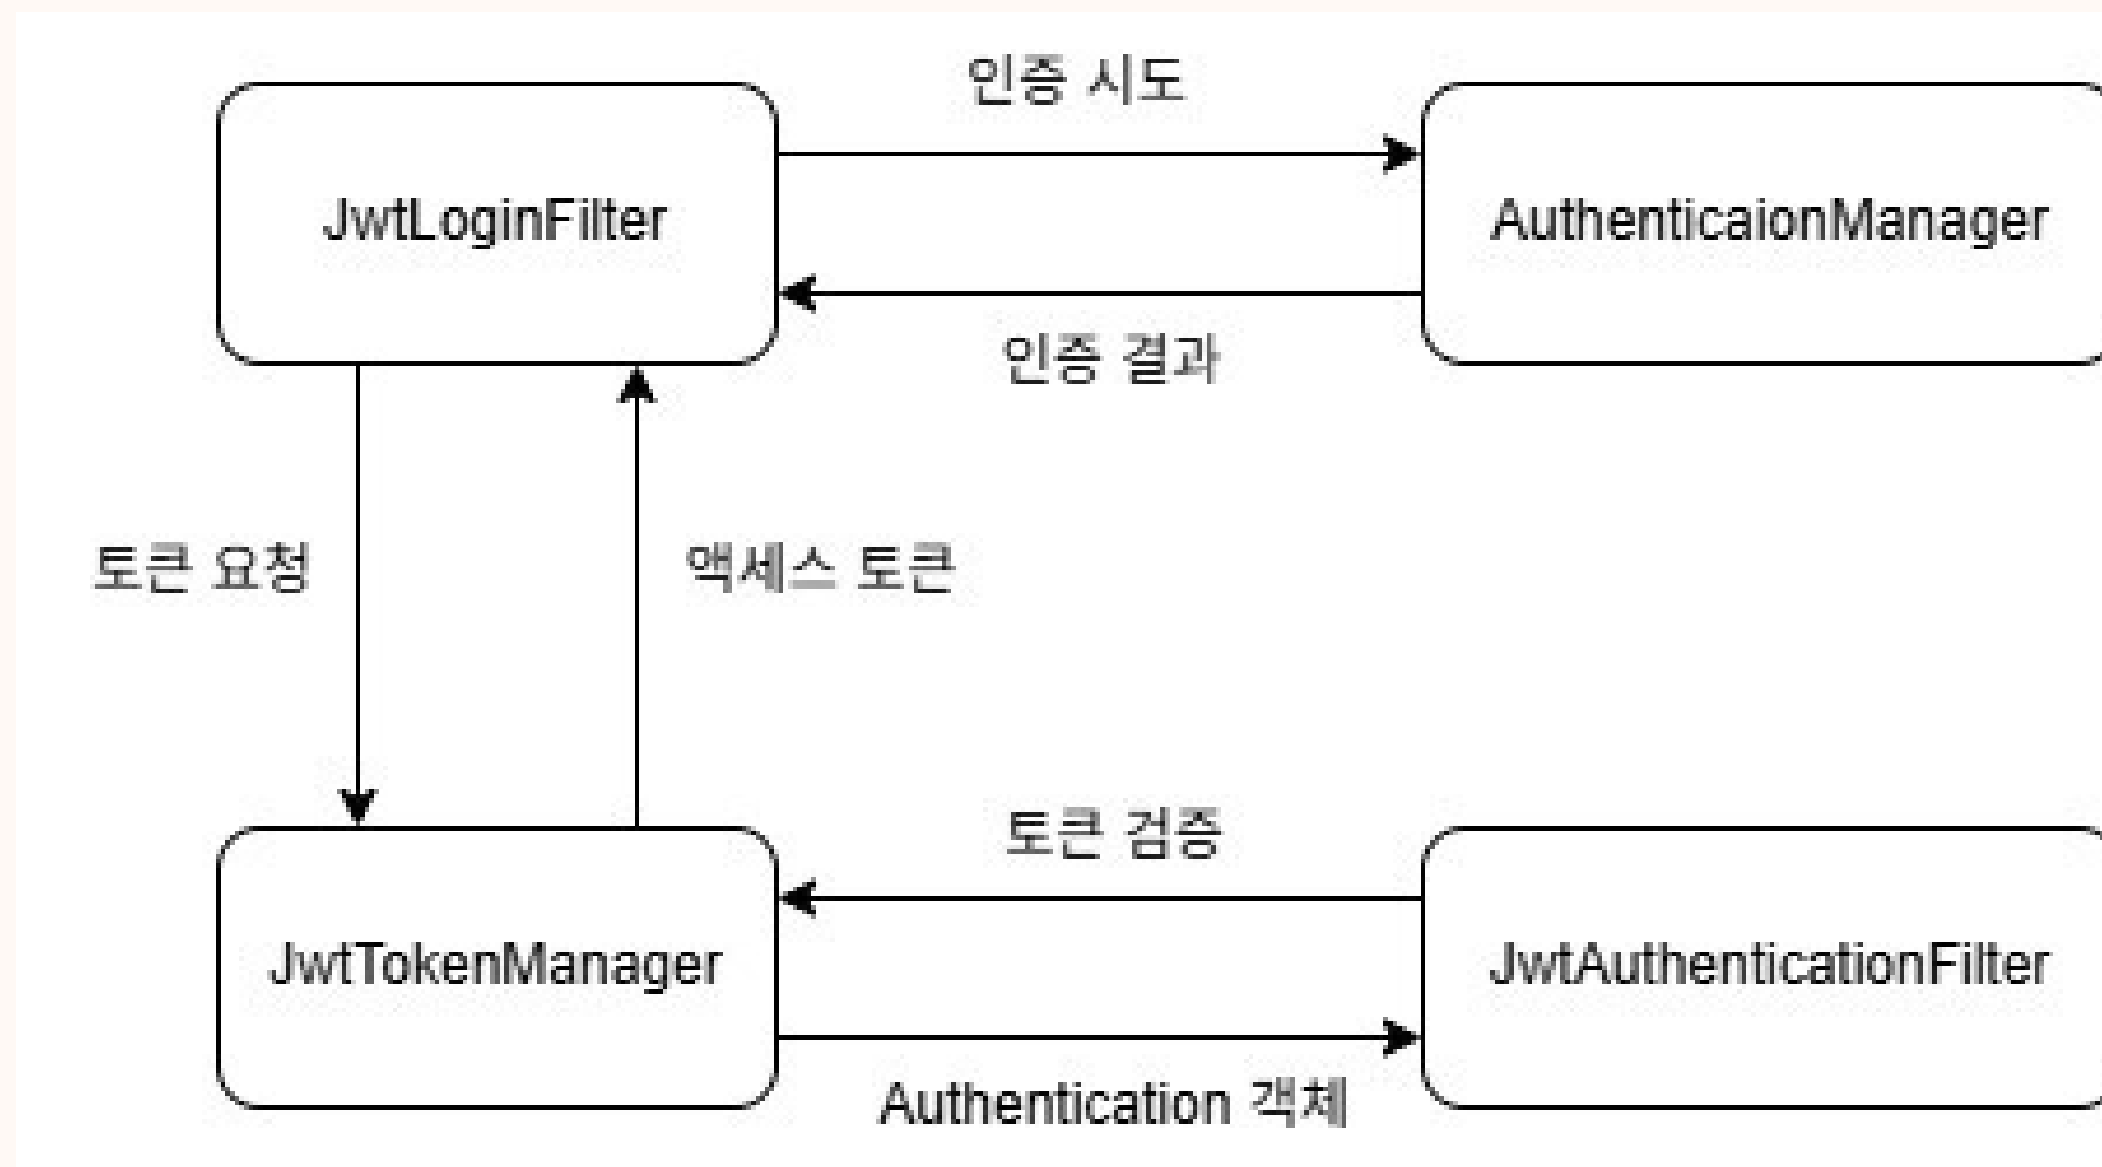 인증 시도
JwtLoginFilter
AuthenticaionManager
인증 결과
토큰 요청
액세스 토큰
토큰 검증
JwtTokenManager
JwtAuthenticationFilter
Authentication 객체